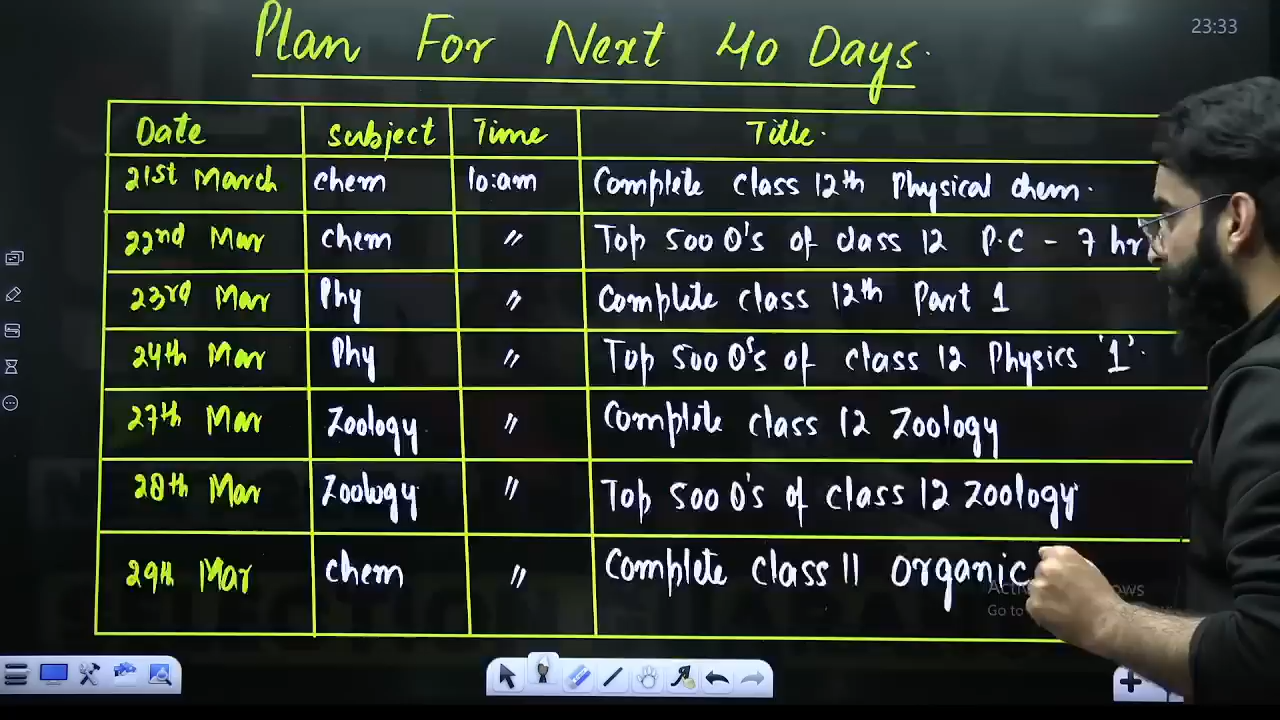 Plan For Next 40 Days.
23:33
Date Subject Time Title.
21st March Chem 10:am Complete class 12th Physical chem.
22nd Mar Chem " Top 500 Q's of class 12 P.C - 7 hr
23rd Mar Phy " Complete class 12th Part 1
24th Mar Phy " Top 500 Q's of class 12 Physics '1'.
27th Mar Zoology " Complete class 12 Zoology
28th Mar Zoology " Top 500 Q's of class 12 Zoology
29th Mar Chem " Complete class 11 Organic
Go to